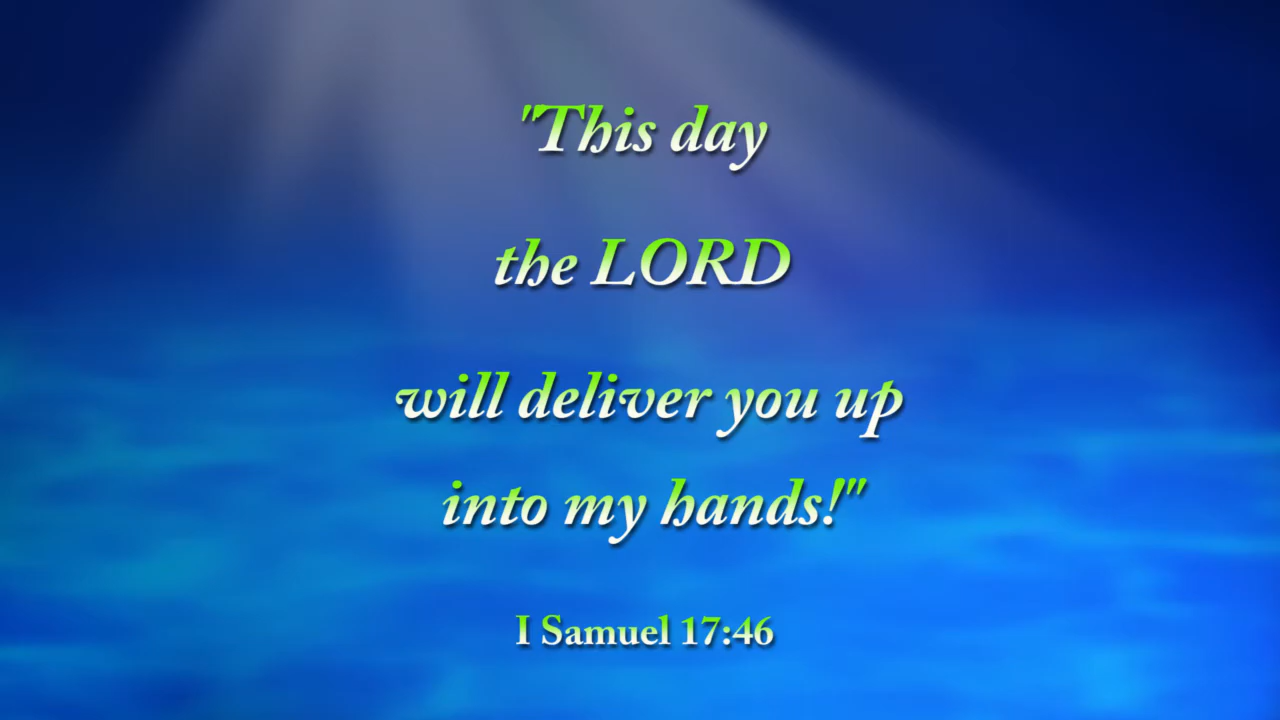 "This day
the LORD
will deliver you up
into my hands!"
I Samuel 17:46